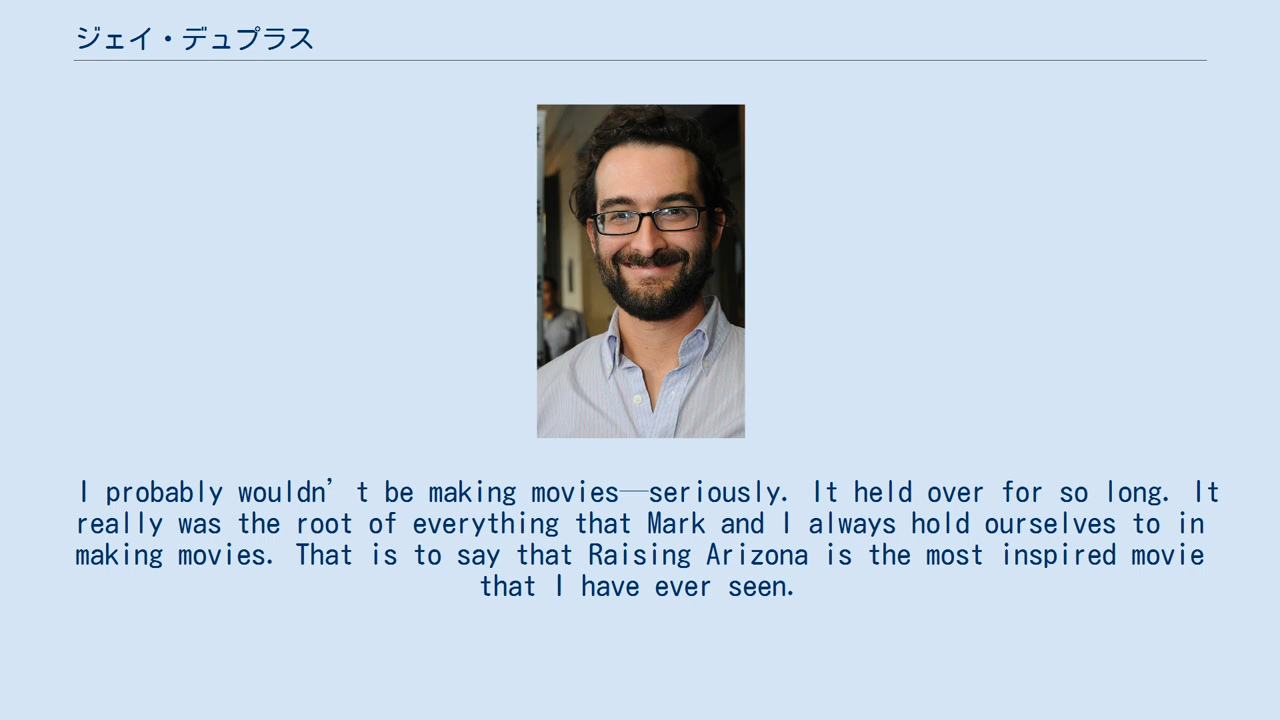 ジェイ・デュプラス
I probably wouldn’t be making movies—seriously. It held over for so long. It
really was the root of everything that Mark and I always hold ourselves to in
making movies. That is to say that Raising Arizona is the most inspired movie
that I have ever seen.